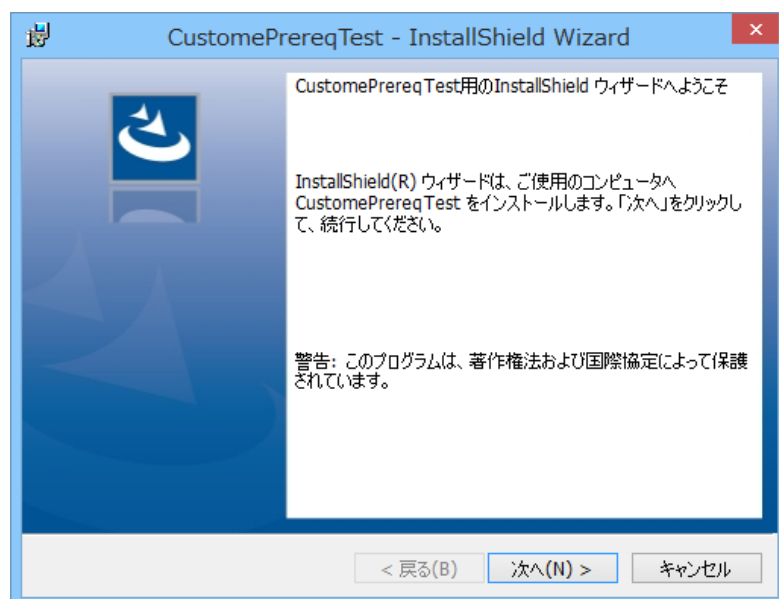 CustomePrereqTest - InstallShield Wizard
CustomePrereqTest用のInstallShield ウィザードへようこそ
InstallShield(R) ウィザードは、ご使用のコンピュータへ
CustomePrereqTest をインストールします。「次へ」をクリックし
て、続行してください。
警告: このプログラムは、著作権法および国際協定によって保護
されています。
< 戻る(B) 次へ(N) > キャンセル